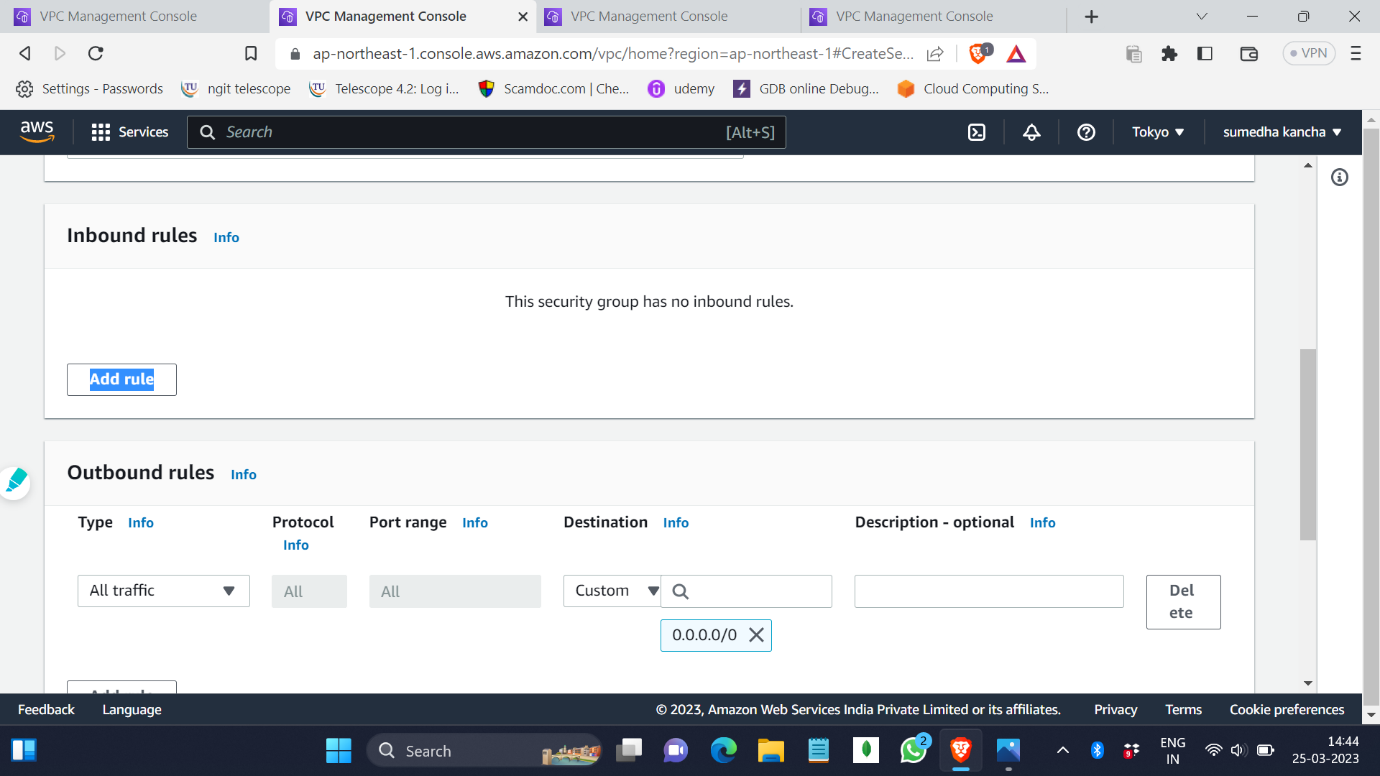 VPC Management Console
VPC Management Console
VPC Management Console
VPC Management Console
ap-northeast-1.console.aws.amazon.com/vpc/home?region=ap-northeast-1#CreateSe...
1
VPN
Settings - Passwords
TU ngit telescope
TU Telescope 4.2: Log i...
Scamdoc.com | Che...
udemy
GDB online Debug...
Cloud Computing S...
aws
Services
Search
[Alt+S]
Tokyo
sumedha kancha
Inbound rules Info
This security group has no inbound rules.
Add rule
Outbound rules Info
Type Info
Protocol
Info
Port range Info
Destination Info
Description - optional Info
All traffic
All
All
Custom
Del
ete
0.0.0.0/0
Feedback
Language
© 2023, Amazon Web Services India Private Limited or its affiliates.
Privacy
Terms
Cookie preferences
Search
2
9
ENG
IN
14:44
25-03-2023